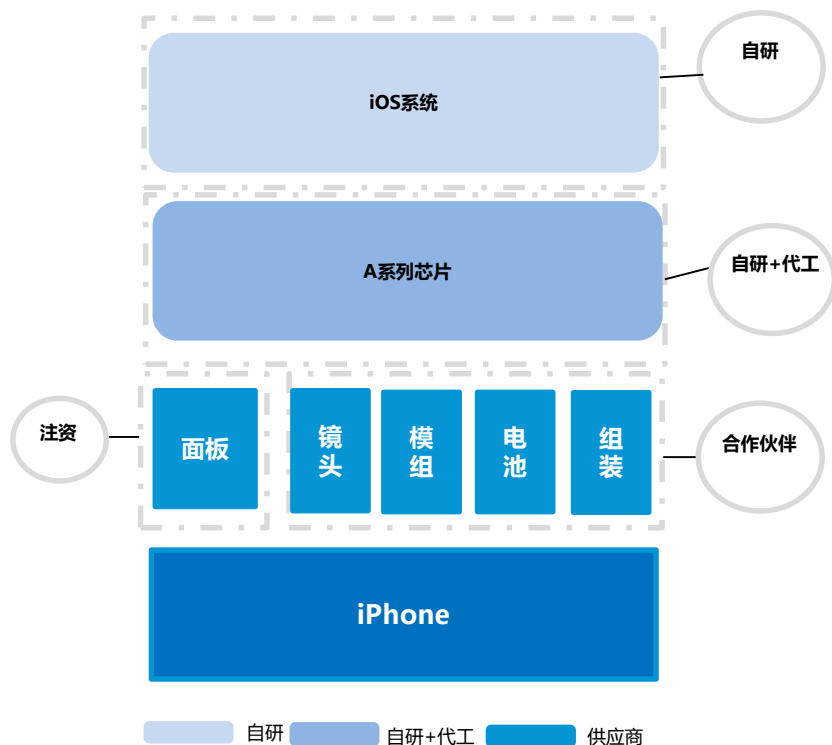 自研
iOS系统
A系列芯片
自研+代工
注资
面板
镜头
模组
电池
组装
合作伙伴
iPhone
自研
自研+代工
供应商